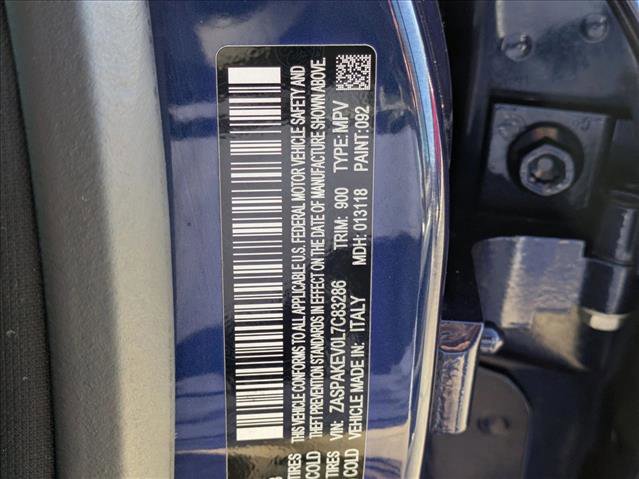 TIRES THIS VEHICLE CONFORMS TO ALL APPLICABLE U.S. FEDERAL MOTOR VEHICLE SAFETY AND
COLD THEFT PREVENTION STANDARDS IN EFFECT ON THE DATE OF MANUFACTURE SHOWN ABOVE.
TIRES VIN: ZASPAKEV0L7C83286 TRIM: 900 TYPE: MPV
COLD VEHICLE MADE IN: ITALY MDH: 013118 PAINT: 092